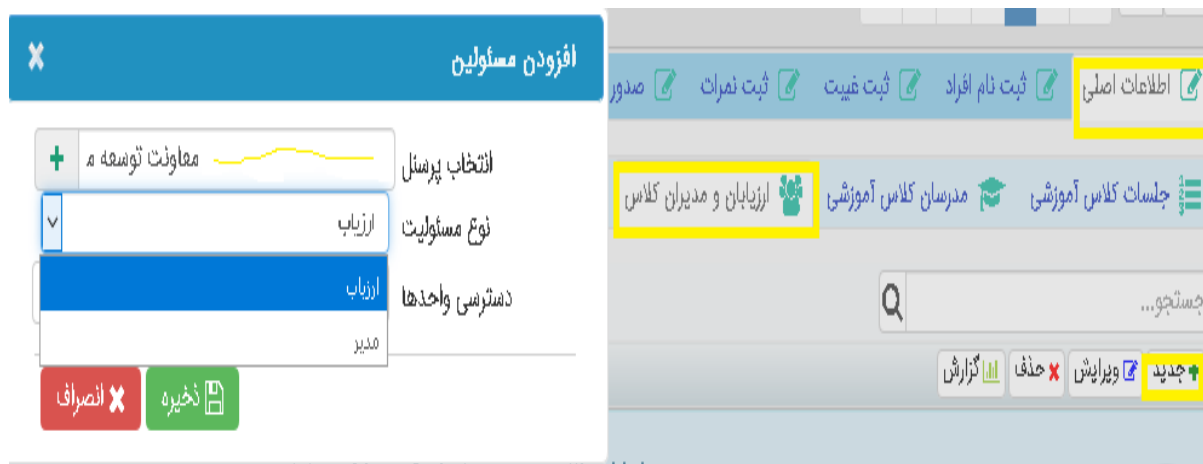 اطلاعات اصلی ثبت نام افراد ثبت غیبت ثبت نمرات صدور
جلسات کلاس آموزشی مدرسان کلاس آموزشی ارزیابان و مدیران کلاس
جستجو...
جدید ویرایش حذف گزارش
افزودن مسئولین
انتخاب پرسنل معاونت توسعه م
نوع مسئولیت ارزیاب
ارزیاب
دسترسی واحدها
مدیر
ذخیره انصراف